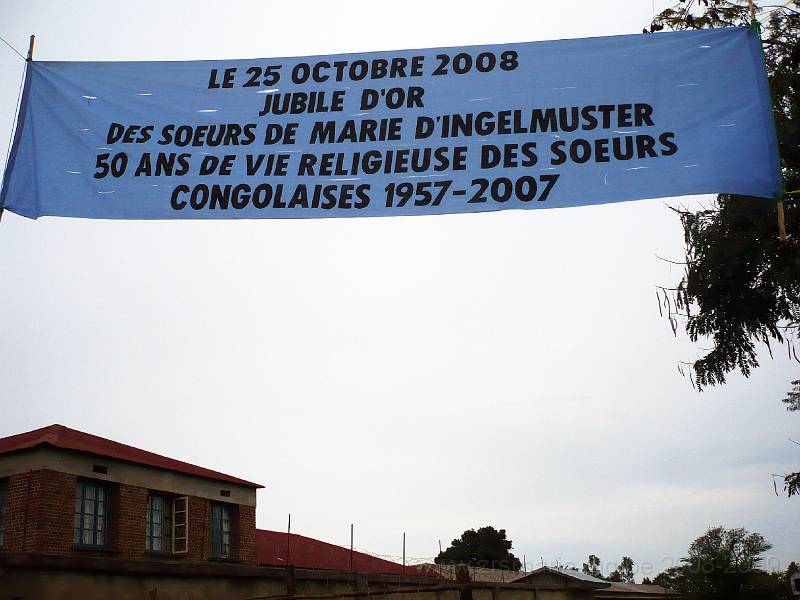 LE 25 OCTOBRE 2008
JUBILE D'OR
DES SOEURS DE MARIE D'INGELMUSTER
50 ANS DE VIE RELIGIEUSE DES SOEURS
CONGOLAISES 1957-2007